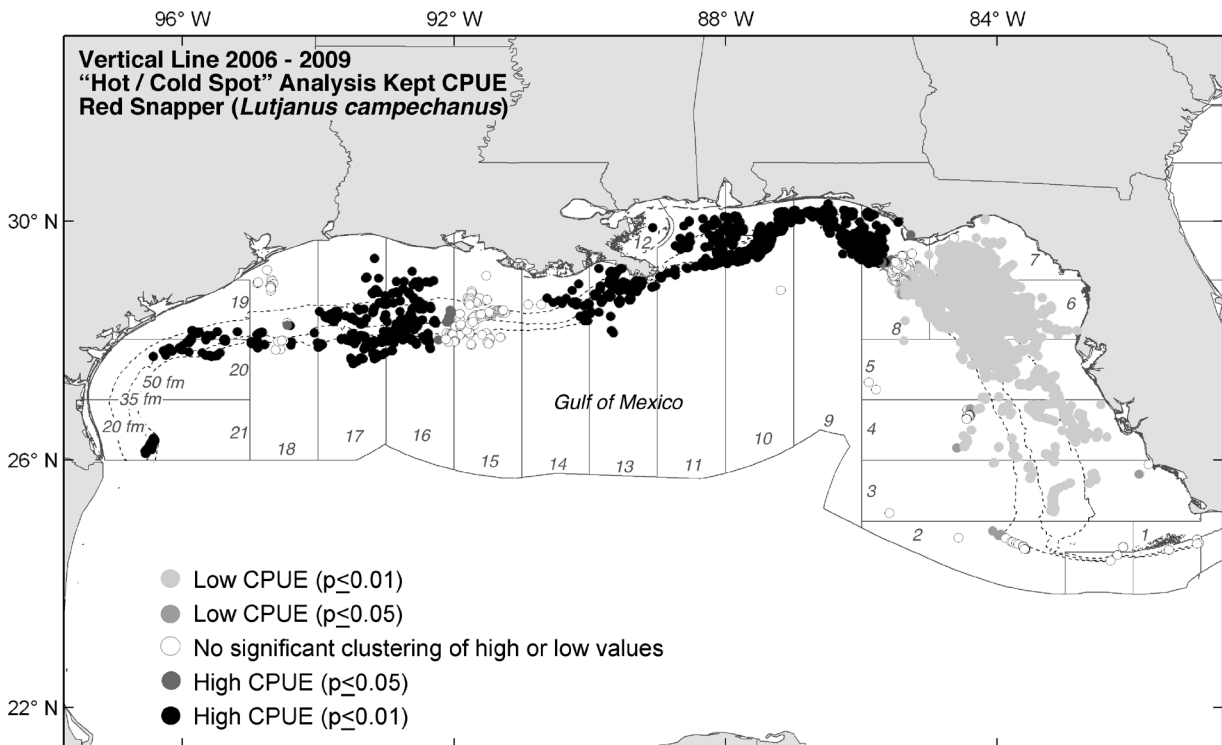 96° W 92° W 88° W 84° W
Vertical Line 2006 - 2009
“Hot / Cold Spot” Analysis Kept CPUE
Red Snapper (Lutjanus campechanus)
30° N
12
7
19
6
8
20
5
50 fm
35 fm
Gulf of Mexico
20 fm
21
18
17
16
15
14
13
11
10
9
4
26° N
3
2
1
Low CPUE (p≤0.01)
Low CPUE (p≤0.05)
No significant clustering of high or low values
High CPUE (p≤0.05)
22° N
High CPUE (p≤0.01)